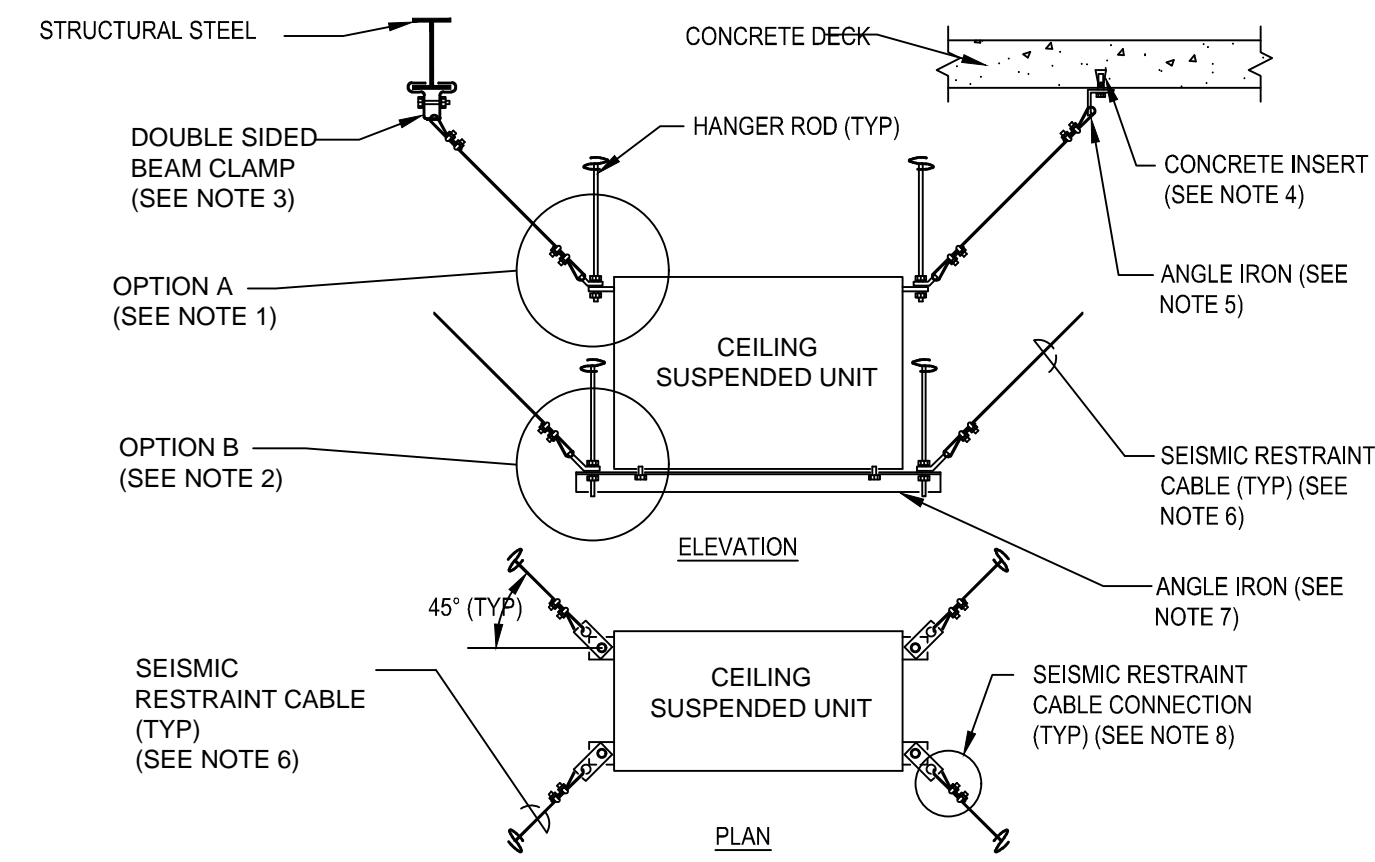 STRUCTURAL STEEL
CONCRETE DECK
HANGER ROD (TYP)
DOUBLE SIDED
BEAM CLAMP
(SEE NOTE 3)
CONCRETE INSERT
(SEE NOTE 4)
OPTION A
(SEE NOTE 1)
ANGLE IRON (SEE
NOTE 5)
CEILING
SUSPENDED UNIT
OPTION B
(SEE NOTE 2)
SEISMIC RESTRAINT
CABLE (TYP) (SEE
NOTE 6)
ELEVATION
ANGLE IRON (SEE
NOTE 7)
45° (TYP)
SEISMIC
RESTRAINT CABLE
(TYP)
(SEE NOTE 6)
CEILING
SUSPENDED UNIT
SEISMIC RESTRAINT
CABLE CONNECTION
(TYP) (SEE NOTE 8)
PLAN